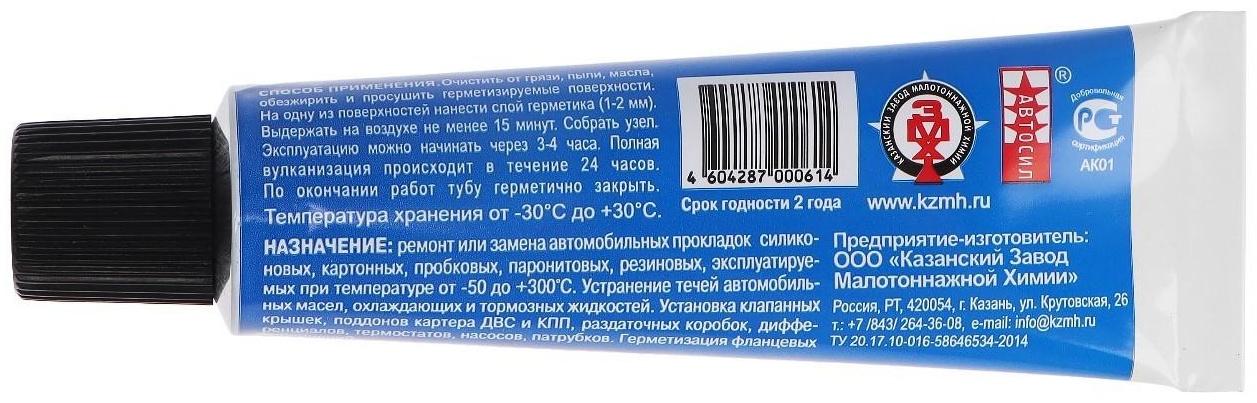 СПОСОБ ПРИМЕНЕНИЯ. Очистить от грязи, пыли, масла,
обезжирить и просушить герметизируемые поверхности.
На одну из поверхностей нанести слой герметика (1-2 мм).
Выдержать на воздухе не менее 15 минут. Собрать узел.
Эксплуатацию можно начинать через 3-4 часа. Полная
вулканизация происходит в течение 24 часов.
По окончании работ тубу герметично закрыть.
Температура хранения от -30°С до +30°С.
НАЗНАЧЕНИЕ: ремонт или замена автомобильных прокладок силико-
новых, картонных, пробковых, паронитовых, резиновых, эксплуатируе-
мых при температуре от -50 до +300°С. Устранение течей автомобиль-
ных масел, охлаждающих и тормозных жидкостей. Установка клапанных
крышек, поддонов картера ДВС и КПП, раздаточных коробок, диффе-
ренциалов, термостатов, насосов, патрубков. Герметизация фланцевых
4 604287 000614
Срок годности 2 года
КАЗАНСКИЙ ЗАВОД МАЛОТОННАЖНОЙ ХИМИИ
ЗМХ
www.kzmh.ru
АВТОСИЛ
®
Добровольная
РСТ
сертификация
АК01
Предприятие-изготовитель:
ООО «Казанский Завод
Малотоннажной Химии»
Россия, РТ, 420054, г. Казань, ул. Крутовская, 26
т.: +7 /843/ 264-36-08, e-mail: info@kzmh.ru
ТУ 20.17.10-016-58646534-2014